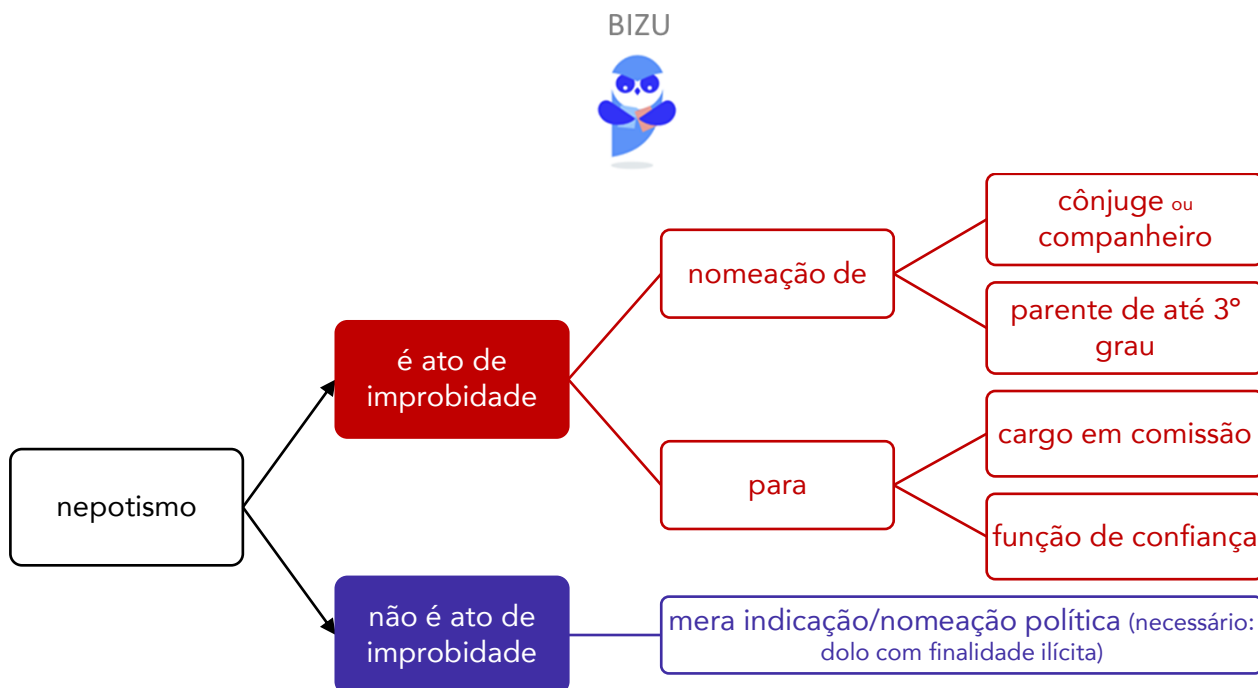 BIZU
nepotismo
é ato de
improbidade
nomeação de
cônjuge ou
companheiro
parente de até 3º
grau
para
cargo em comissão
função de confiança
não é ato de
improbidade
mera indicação/nomeação política (necessário:
dolo com finalidade ilícita)